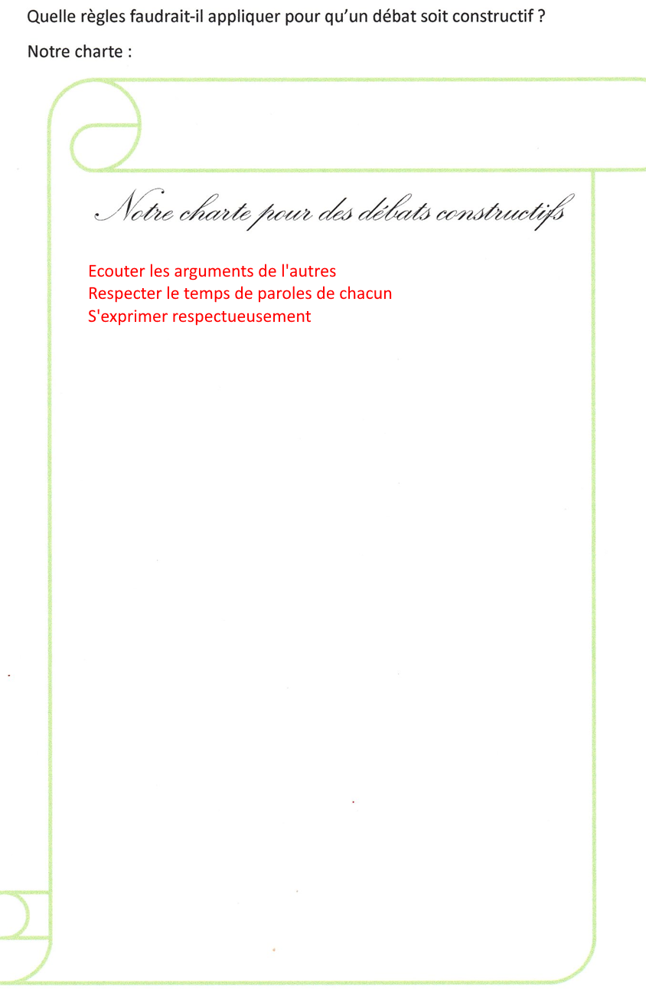 Quelle règles faudrait-il appliquer pour qu’un débat soit constructif ?
Notre charte :
Notre charte pour des débats constructifs
Ecouter les arguments de l'autres
Respecter le temps de paroles de chacun
S'exprimer respectueusement